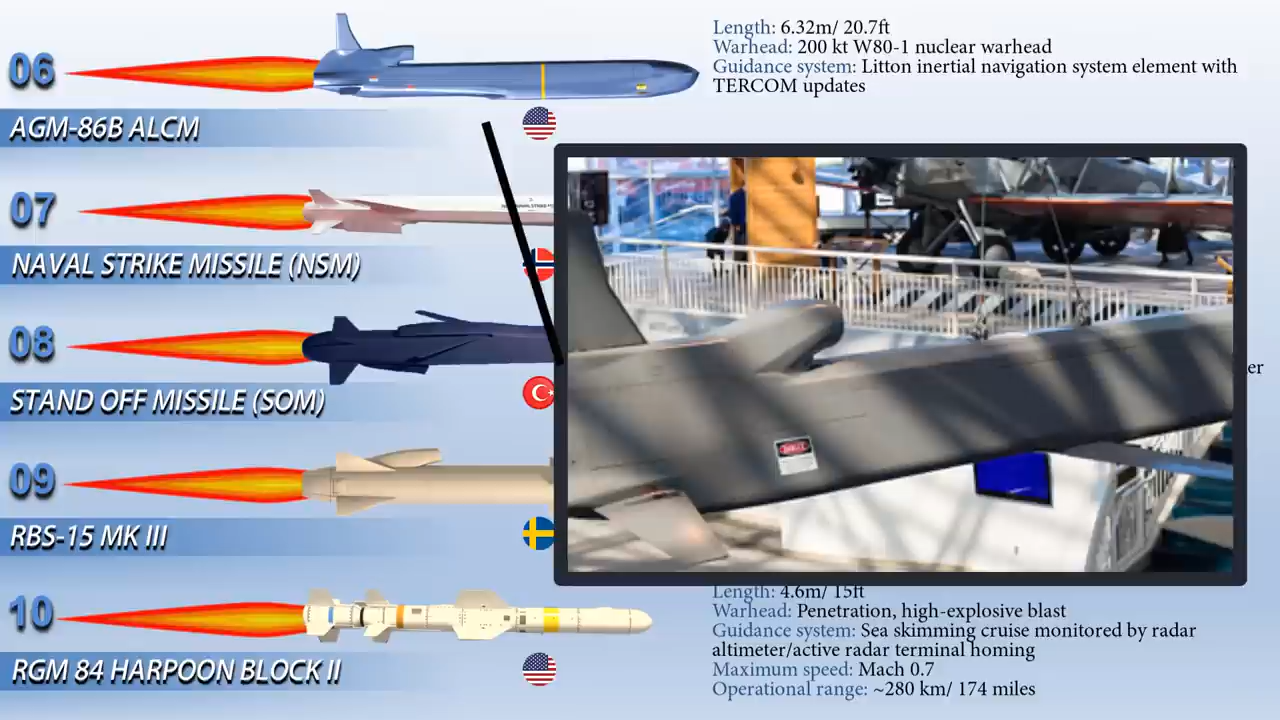 06
Length: 6.32m/ 20.7ft
Warhead: 200 kt W80-1 nuclear warhead
Guidance system: Litton inertial navigation system element with
TERCOM updates
AGM-86B ALCM
07
NAVAL STRIKE MISSILE (NSM)
08
er
STAND OFF MISSILE (SOM)
DANGER
09
RBS-15 MK III
10
Length: 4.6m/ 15ft
Warhead: Penetration, high-explosive blast
Guidance system: Sea skimming cruise monitored by radar
altimeter/active radar terminal homing
RGM 84 HARPOON BLOCK II
Maximum speed: Mach 0.7
Operational range: ~280 km/ 174 miles